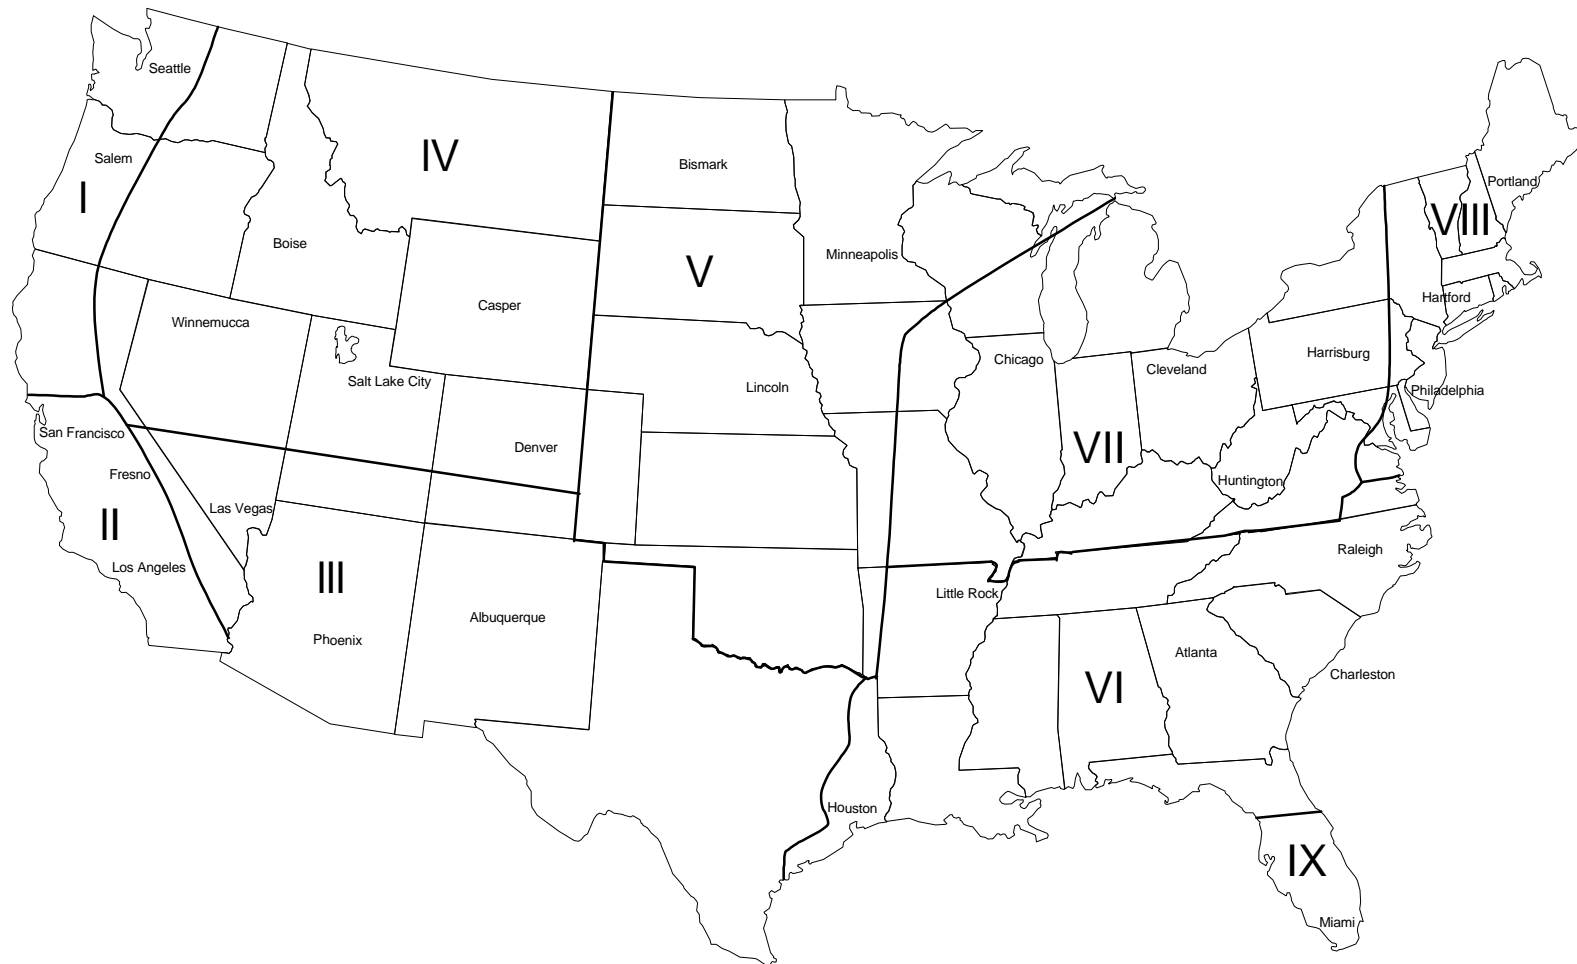 Seattle
Salem
I
IV
Bismark
Portland
VIII
Boise
V
Minneapolis
Casper
Hartford
Winnemucca
Salt Lake City
Lincoln
Chicago
Cleveland
Harrisburg
Philadelphia
San Francisco
Denver
VII
Fresno
Huntington
Las Vegas
II
Los Angeles
III
Raleigh
Little Rock
Albuquerque
Phoenix
Atlanta
VI
Charleston
Houston
IX
Miami